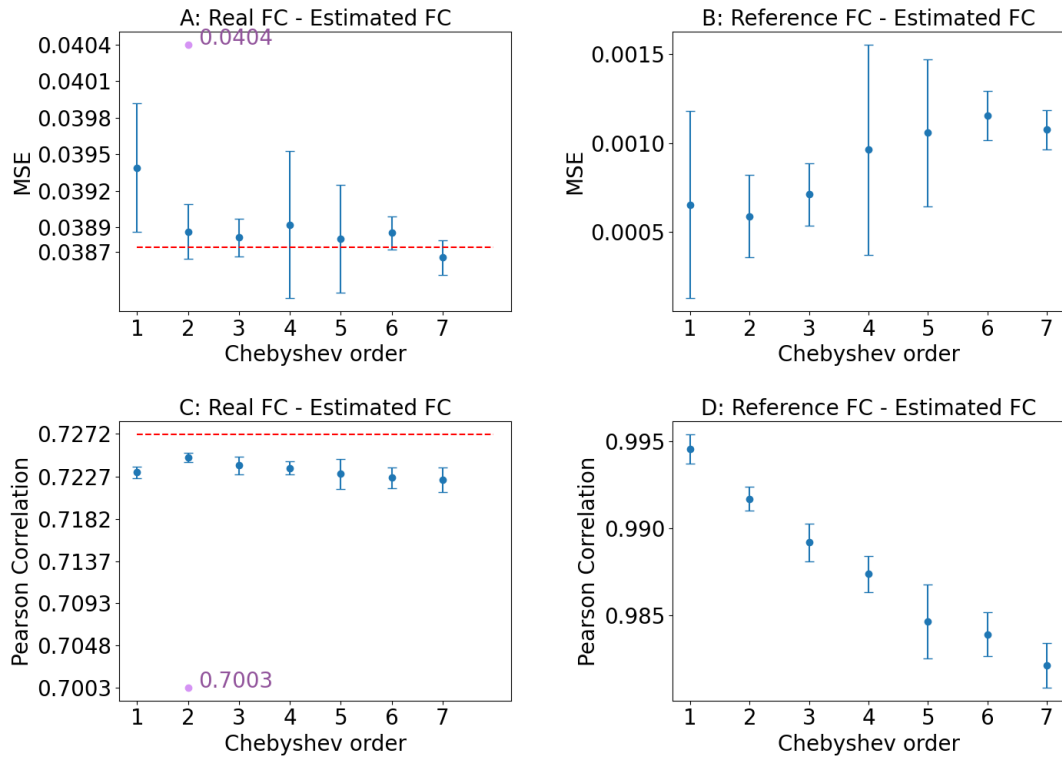 A: Real FC - Estimated FC
0.0404
0.0404
0.0401
0.0398
0.0395
0.0392
0.0389
0.0387
MSE
1 2 3 4 5 6 7
Chebyshev order
B: Reference FC - Estimated FC
0.0015
0.0010
0.0005
MSE
1 2 3 4 5 6 7
Chebyshev order
C: Real FC - Estimated FC
0.7272
0.7227
0.7182
0.7137
0.7093
0.7048
0.7003
0.7003
Pearson Correlation
1 2 3 4 5 6 7
Chebyshev order
D: Reference FC - Estimated FC
0.995
0.990
0.985
Pearson Correlation
1 2 3 4 5 6 7
Chebyshev order